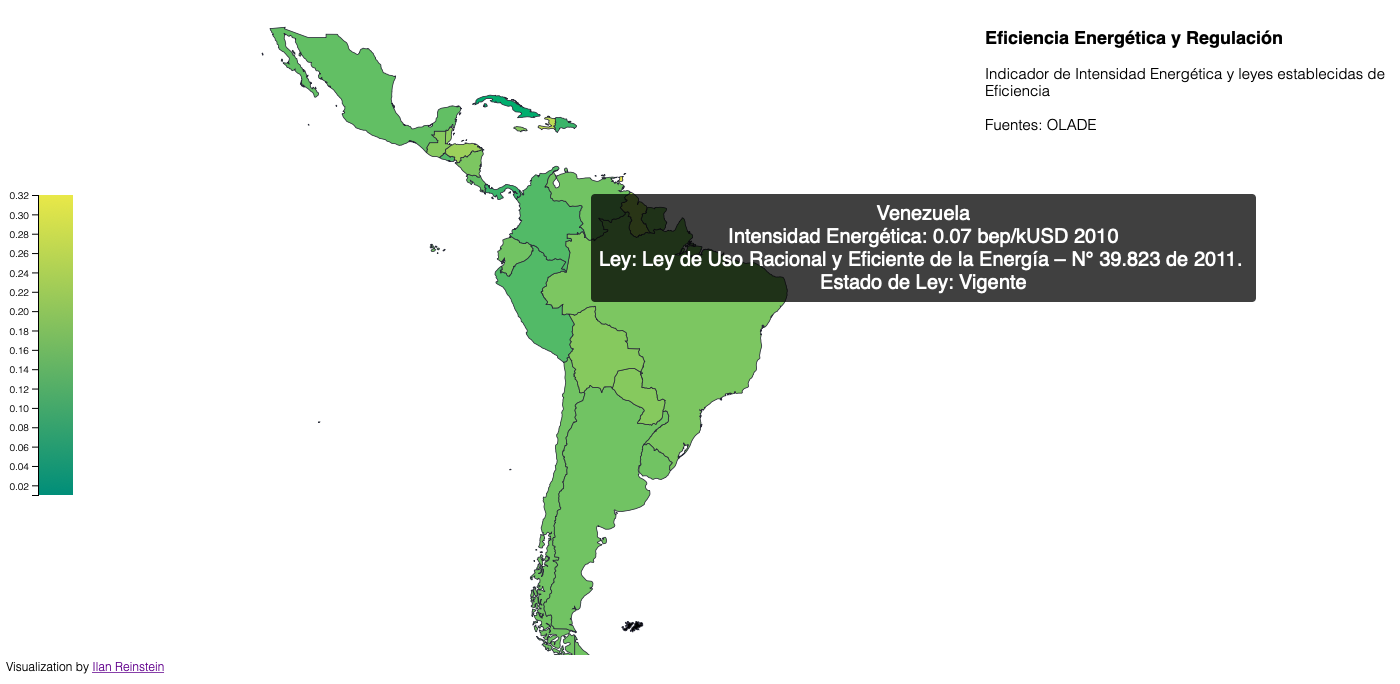 Eficiencia Energética y Regulación
Indicador de Intensidad Energética y leyes establecidas de
Eficiencia
Fuentes: OLADE
0.32
0.30
0.28
0.26
0.24
0.22
0.20
0.18
0.16
0.14
0.12
0.10
0.08
0.06
0.04
0.02
Venezuela
Intensidad Energética: 0.07 bep/kUSD 2010
Ley: Ley de Uso Racional y Eficiente de la Energía – N° 39.823 de 2011.
Estado de Ley: Vigente
Visualization by Ilan Reinstein